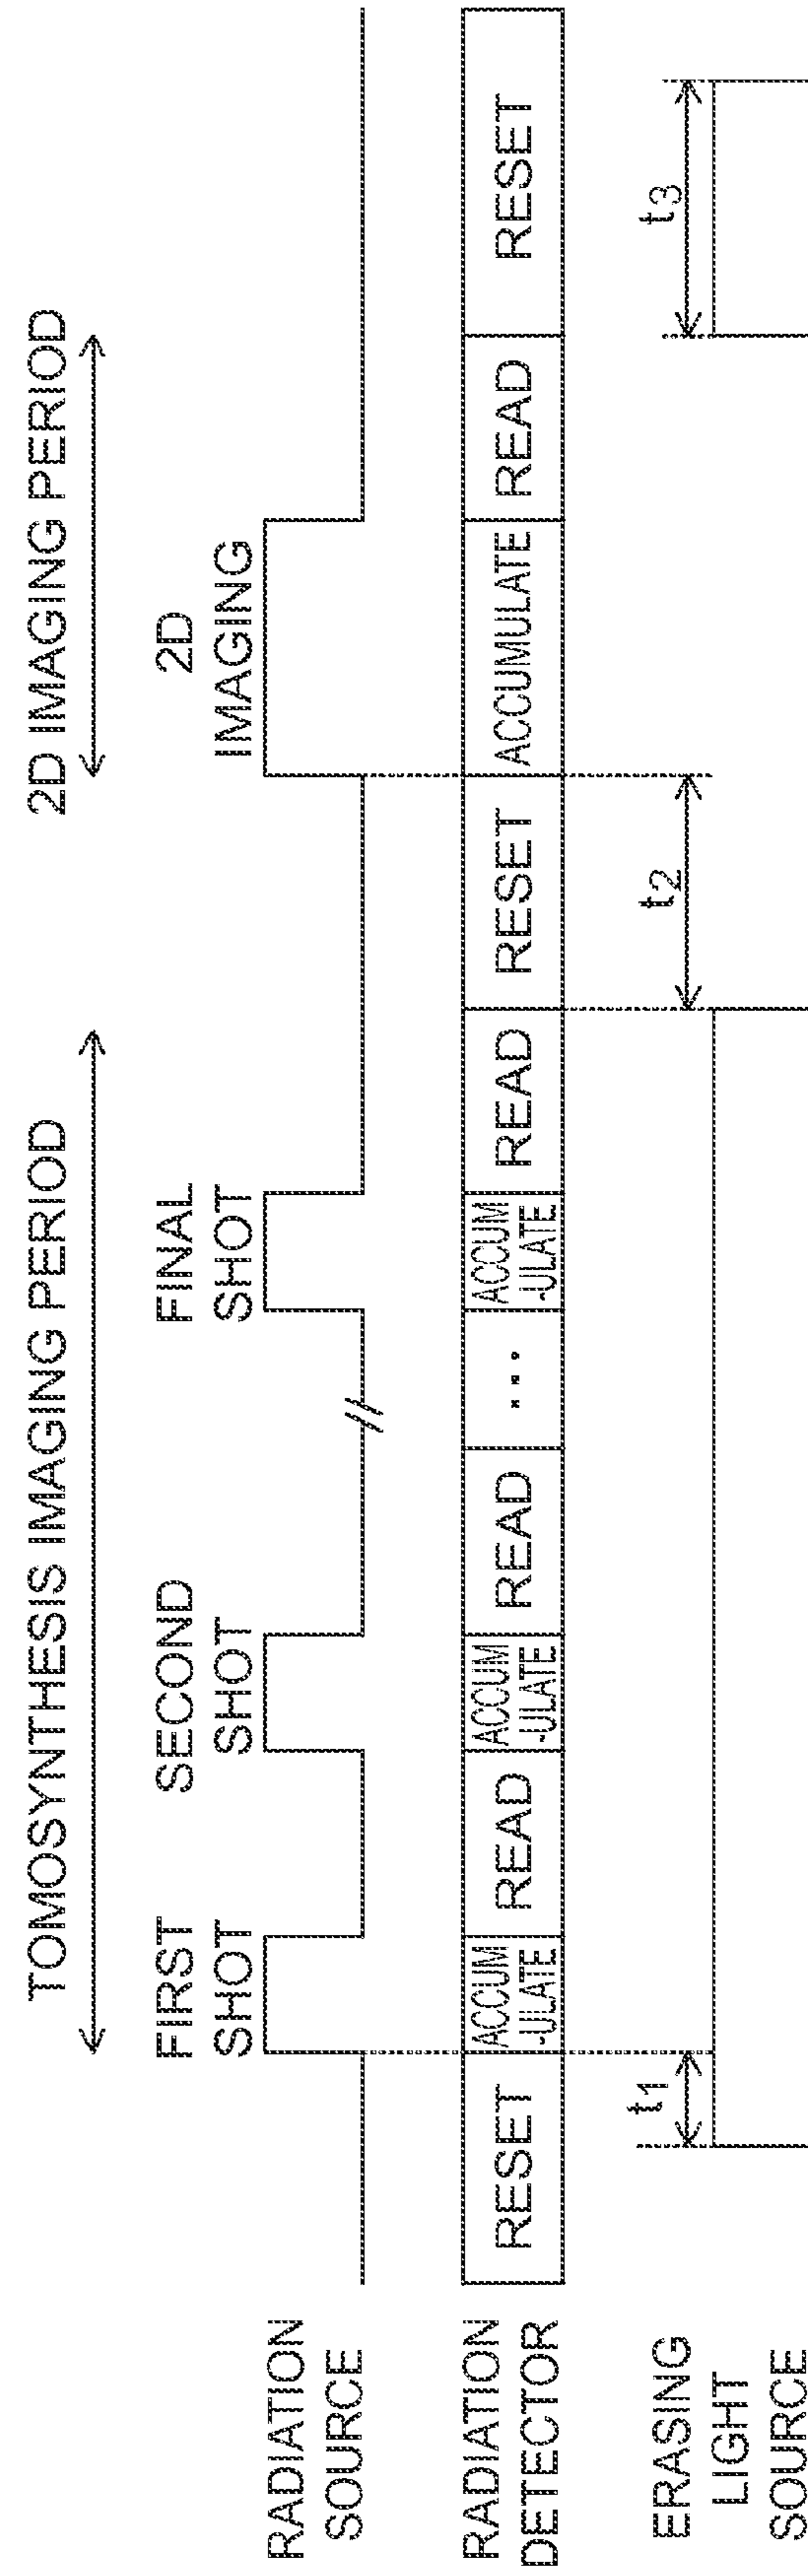 TOMOSYNTHESIS IMAGING PERIOD
2D IMAGING PERIOD
FIRST
SHOT
SECOND
SHOT
FINAL
SHOT
2D
IMAGING
RADIATION
SOURCE
RADIATION
DETECTOR
RESET
ACCUM
-ULATE
READ
ACCUM
-ULATE
READ
...
ACCUM
-ULATE
READ
RESET
ACCUMULATE
READ
RESET
t1
t2
t3
ERASING
LIGHT
SOURCE